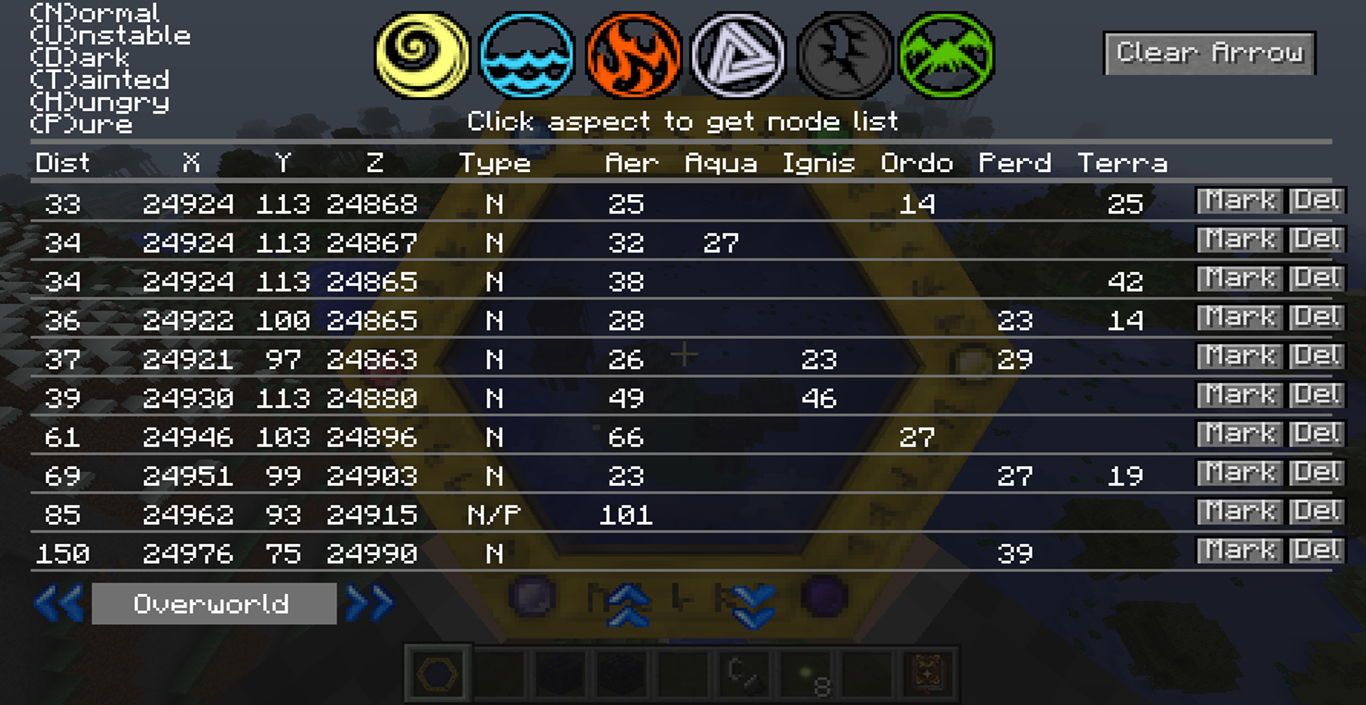 (N)ormal
(U)nstable
(D)ark
(T)ainted
(H)ungry
(P)ure
Clear Arrow
Click aspect to get node list
Dist X Y Z Type Aer Aqua Ignis Ordo Perd Terra
33 24924 113 24868 N 25 14 25 Mark Del
34 24924 113 24867 N 32 27 Mark Del
34 24924 113 24865 N 38 42 Mark Del
36 24922 100 24865 N 28 23 14 Mark Del
37 24921 97 24863 N 26 23 29 Mark Del
39 24930 113 24880 N 49 46 Mark Del
61 24946 103 24896 N 66 27 Mark Del
69 24951 99 24903 N 23 27 19 Mark Del
85 24962 93 24915 N/P 101 Mark Del
150 24976 75 24990 N 39 Mark Del
Overworld
8